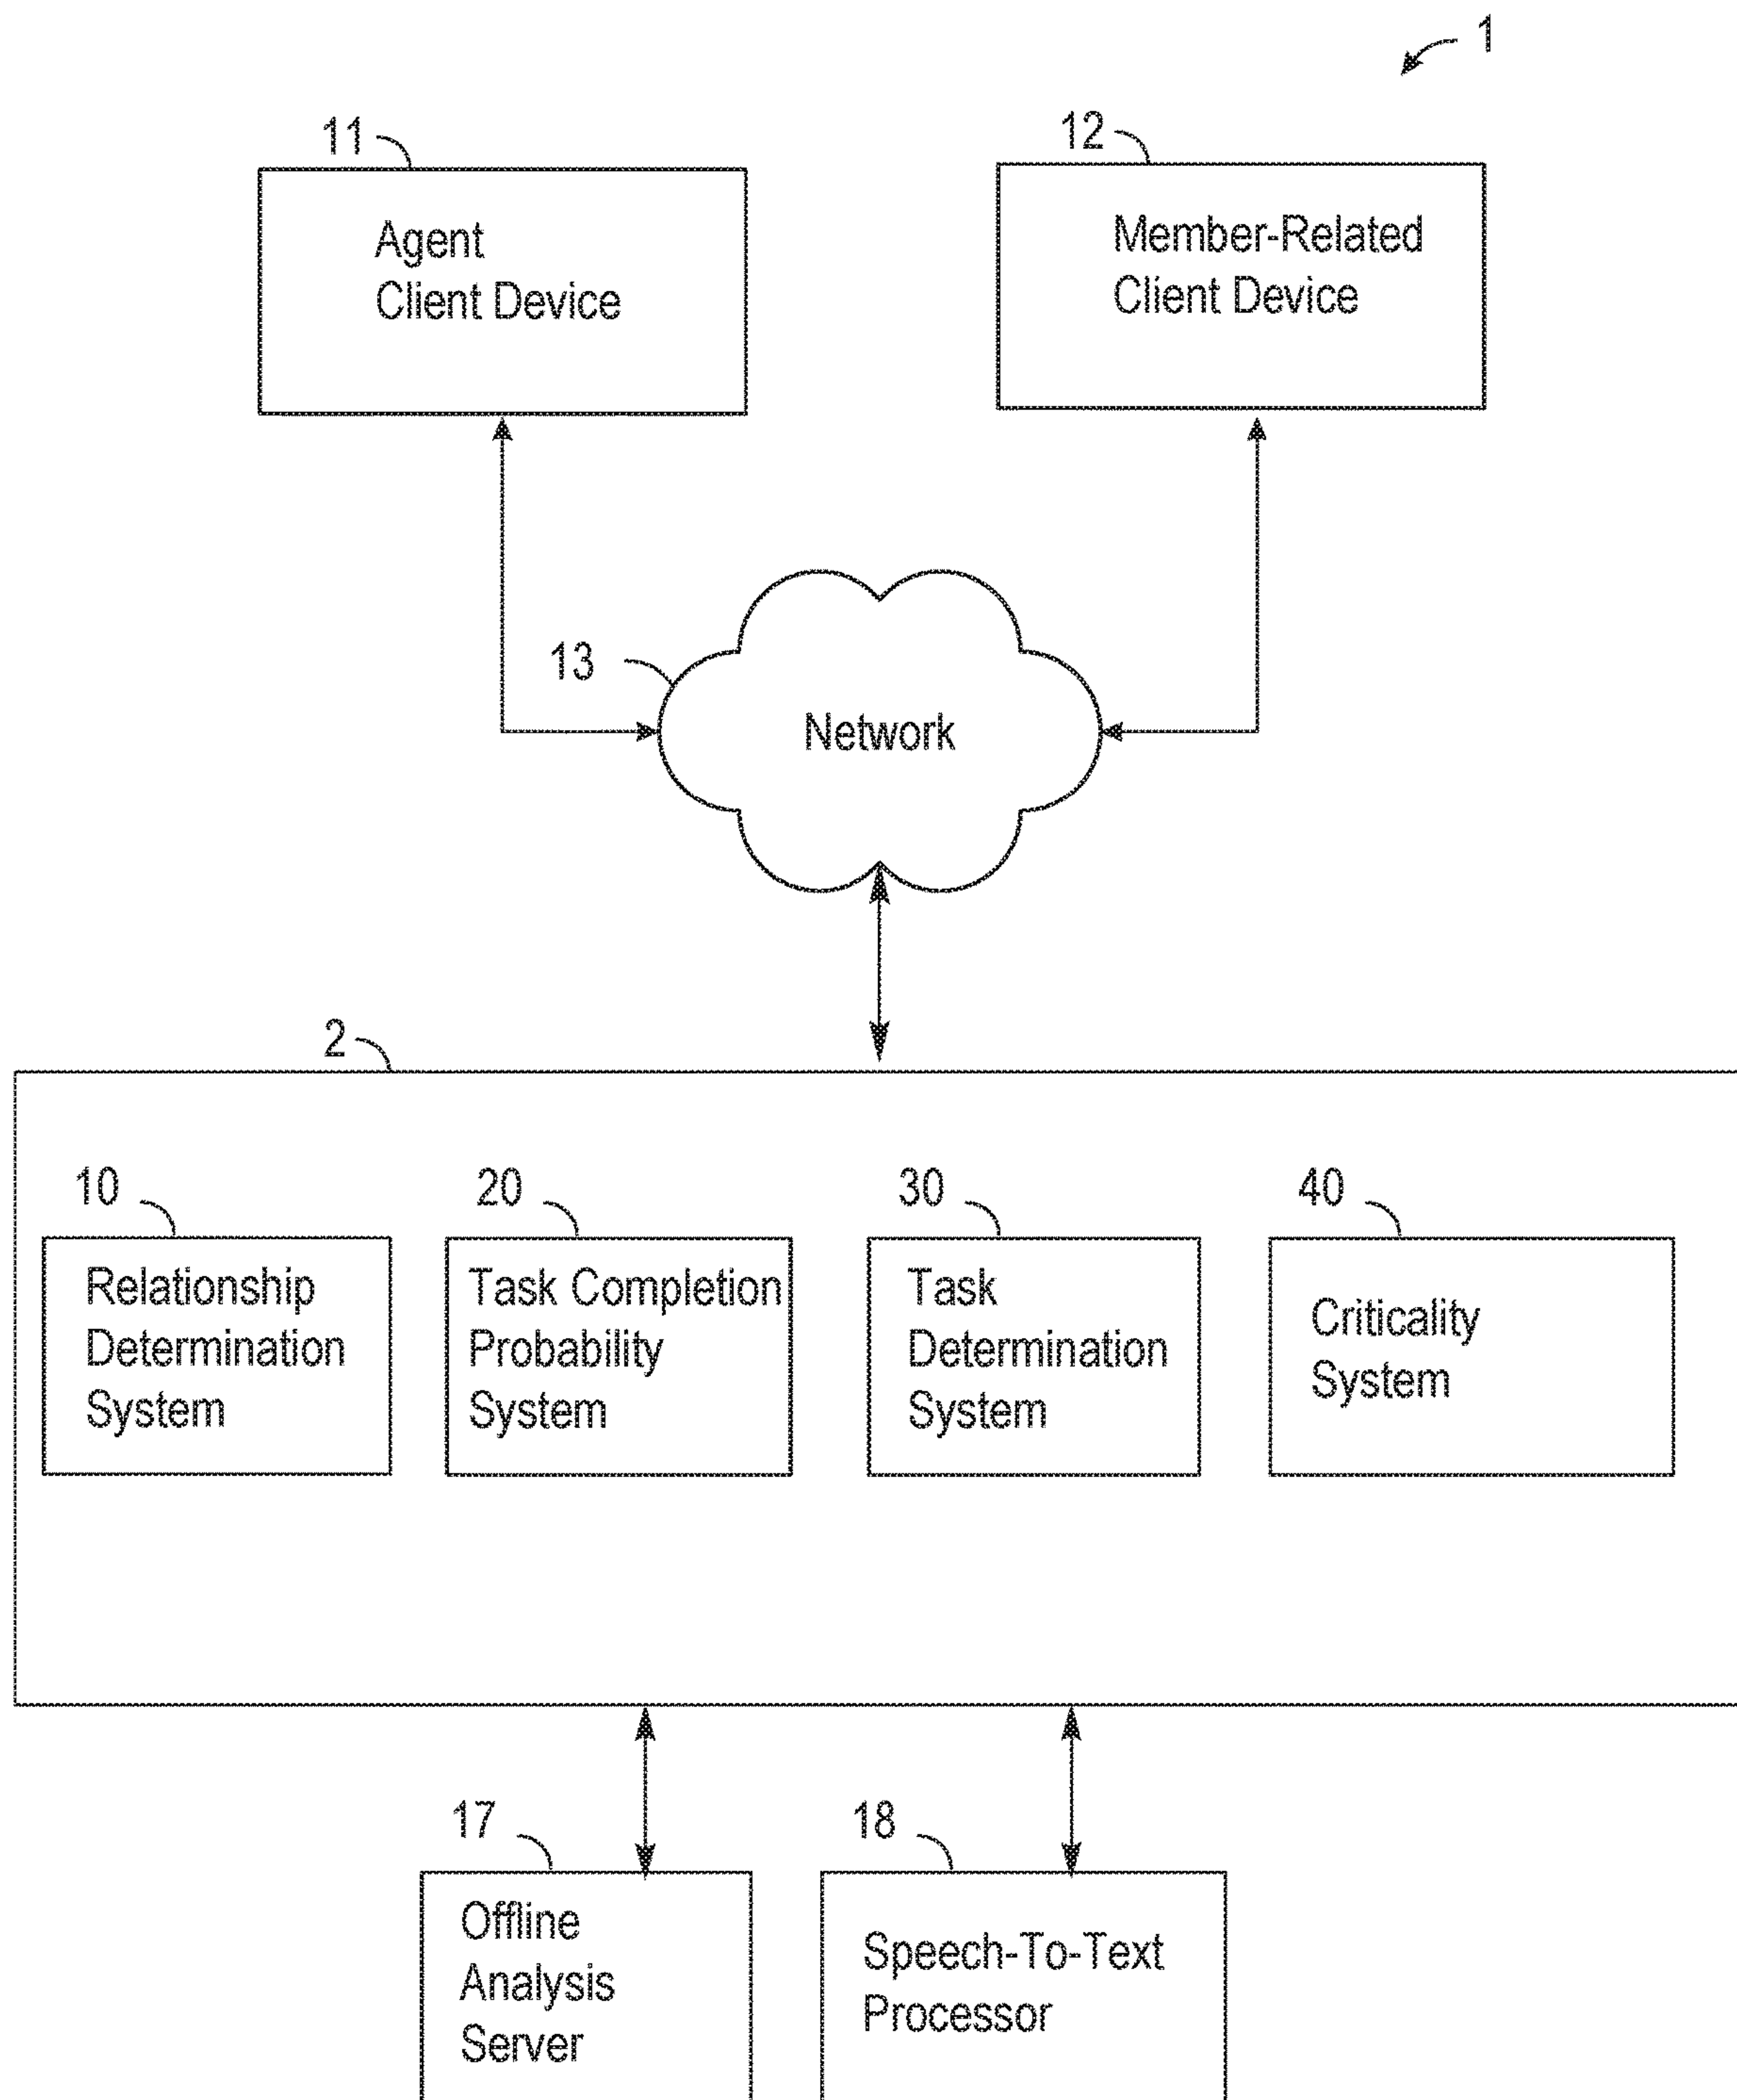 1
11
12
Agent
Client Device
Member-Related
Client Device
13
Network
2
10
20
30
40
Relationship
Determination
System
Task Completion
Probability
System
Task
Determination
System
Criticality
System
17
18
Offline
Analysis
Server
Speech-To-Text
Processor